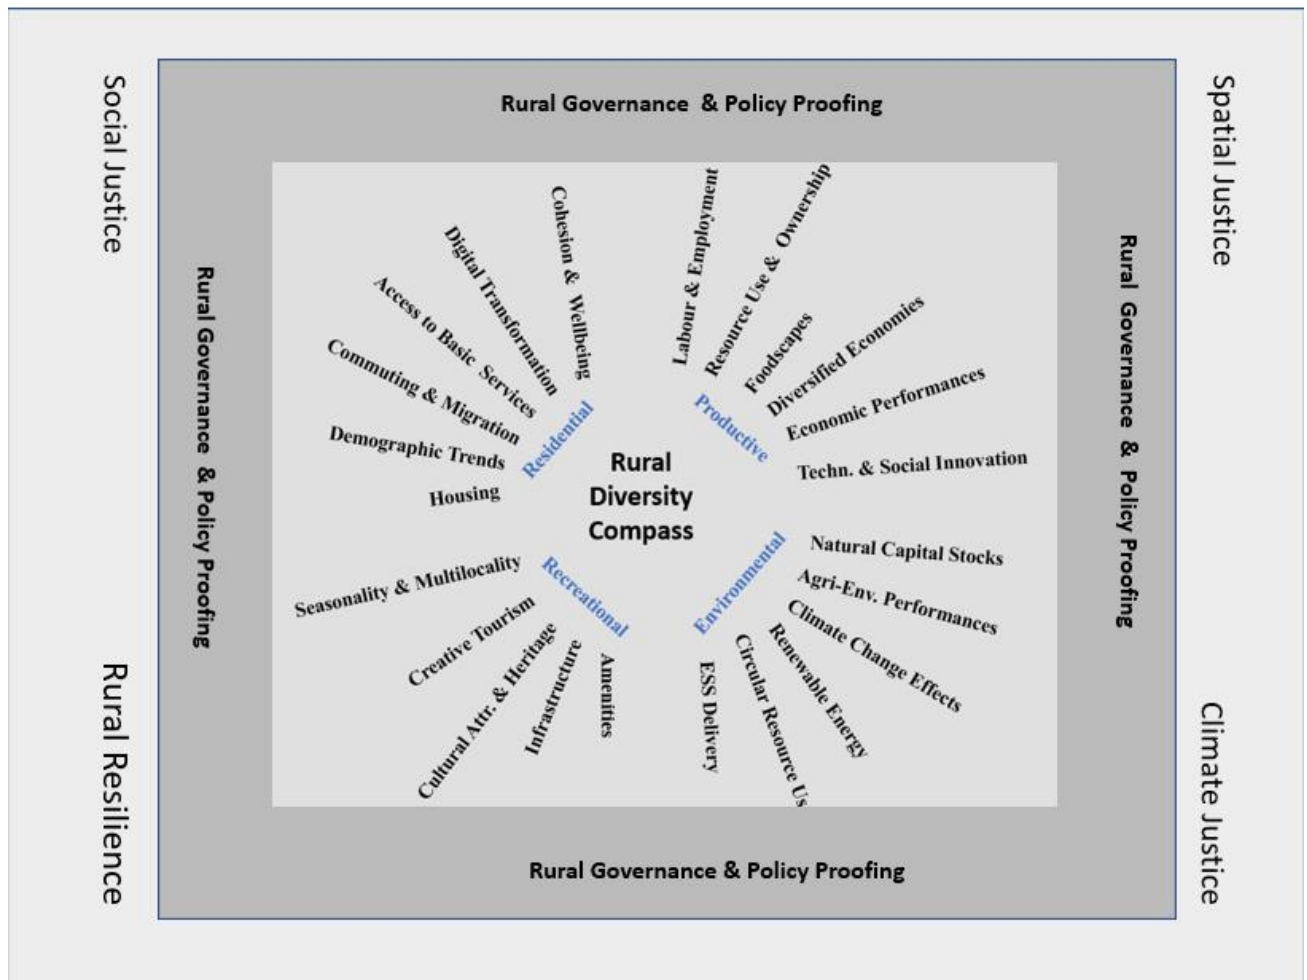 Social Justice
Spatial Justice
Rural Governance & Policy Proofing
Rural Governance & Policy Proofing
Rural Governance & Policy Proofing
Cohesion & Wellbeing
Digital Transformation
Access to Basic Services
Commuting & Migration
Demographic Trends
Housing
Residential
Labour & Employment
Resource Use & Ownership
Foodscapes
Diversified Economies
Economic Performances
Techn. & Social Innovation
Productive
Rural
Diversity
Compass
Seasonality & Multilocality
Creative Tourism
Cultural Attr. & Heritage
Infrastructure
Amenities
Recreational
Natural Capital Stocks
Agri-Env. Performances
Climate Change Effects
Renewable Energy
Circular Resource Us
ESS Delivery
Environmental
Rural Governance & Policy Proofing
Rural Resilience
Climate Justice